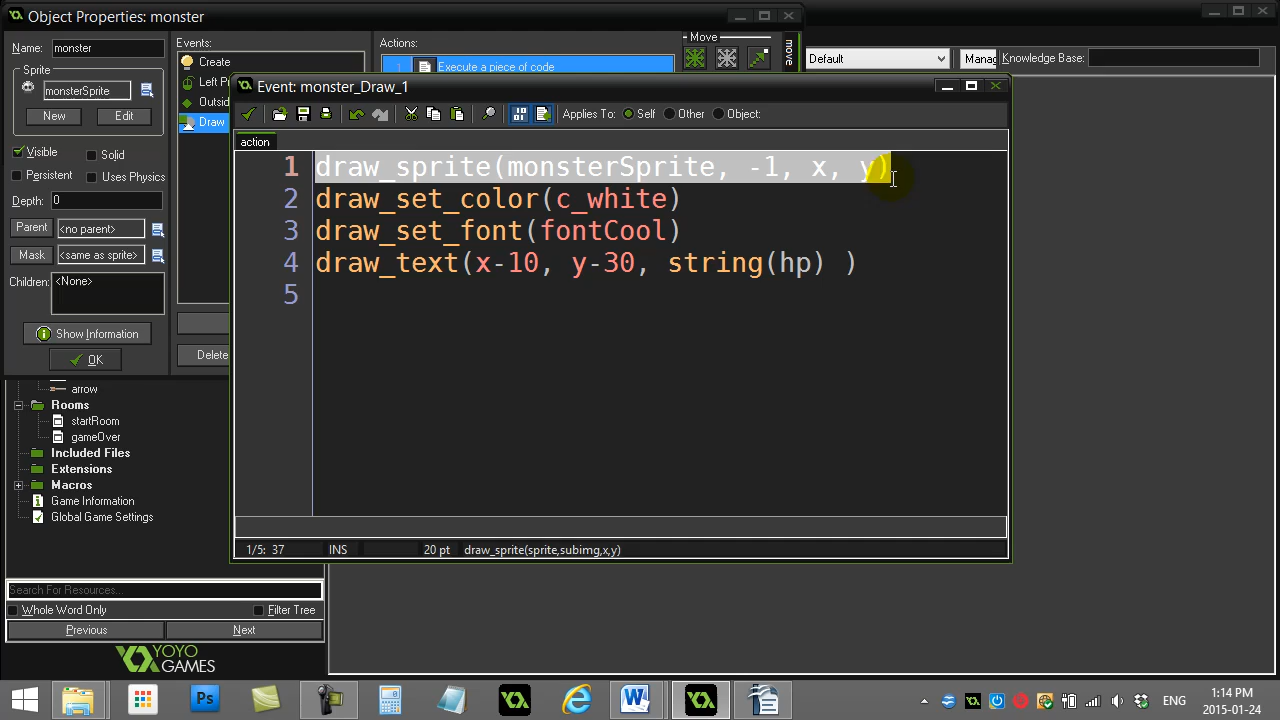 Object Properties: monster
Name: monster
Sprite
monsterSprite
New Edit
Visible Solid
Persistent Uses Physics
Depth: 0
Parent <no parent>
Mask <same as sprite>
Children: <None>
Show Information
OK
Events:
Create
Left P
Outsid
Draw
Delete
Actions:
Execute a piece of code
Move
move
Default
Manag
Knowledge Base:
Event: monster_Draw_1
Applies To: Self Other Object:
action
1 draw_sprite(monsterSprite, -1, x, y)
2 draw_set_color(c_white)
3 draw_set_font(fontCool)
4 draw_text(x-10, y-30, string(hp) )
5
1/5: 37 INS 20 pt draw_sprite(sprite,subimg,x,y)
arrow
Rooms
startRoom
gameOver
Included Files
Extensions
Macros
Game Information
Global Game Settings
Search For Resources...
Whole Word Only Filter Tree
Previous Next
YOYO
GAMES
Ps
ENG
1:14 PM
2015-01-24